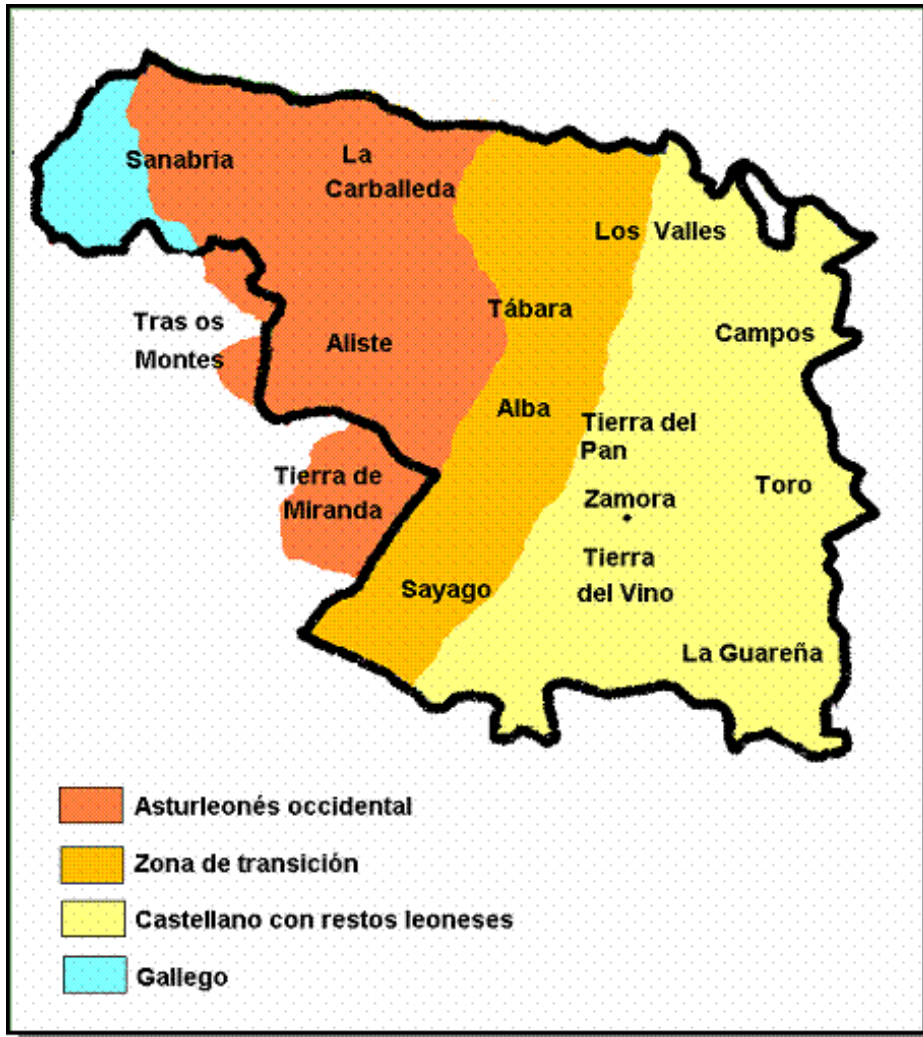 Sanabria
La
Carballeda
Los Valles
Tábara
Tras os
Montes
Aliste
Campos
Alba
Tierra del
Pan
Tierra de
Miranda
Zamora
Toro
Tierra
del Vino
Sayago
La Guareña
Asturleonés occidental
Zona de transición
Castellano con restos leoneses
Gallego